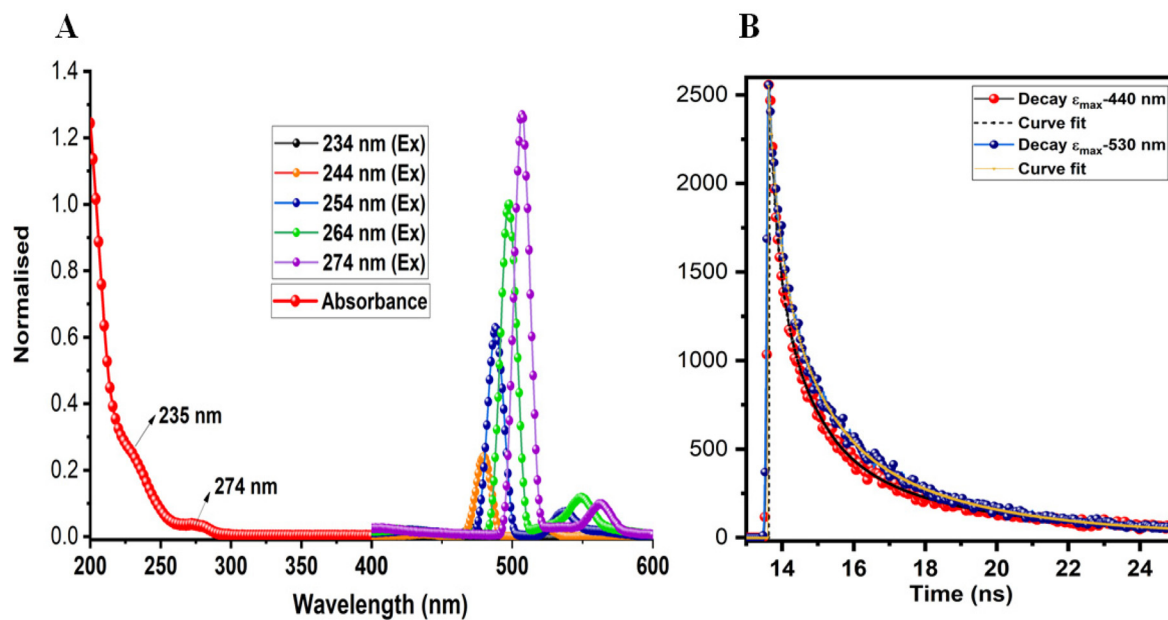 A
Normalised
1.4
1.2
1.0
0.8
0.6
0.4
0.2
0.0
234 nm (Ex)
244 nm (Ex)
254 nm (Ex)
264 nm (Ex)
274 nm (Ex)
Absorbance
235 nm
274 nm
200 250 300 350 400 500 600
Wavelength (nm)
B
2500
2000
1500
1000
500
0
Decay εmax-440 nm
Curve fit
Decay εmax-530 nm
Curve fit
14 16 18 20 22 24
Time (ns)